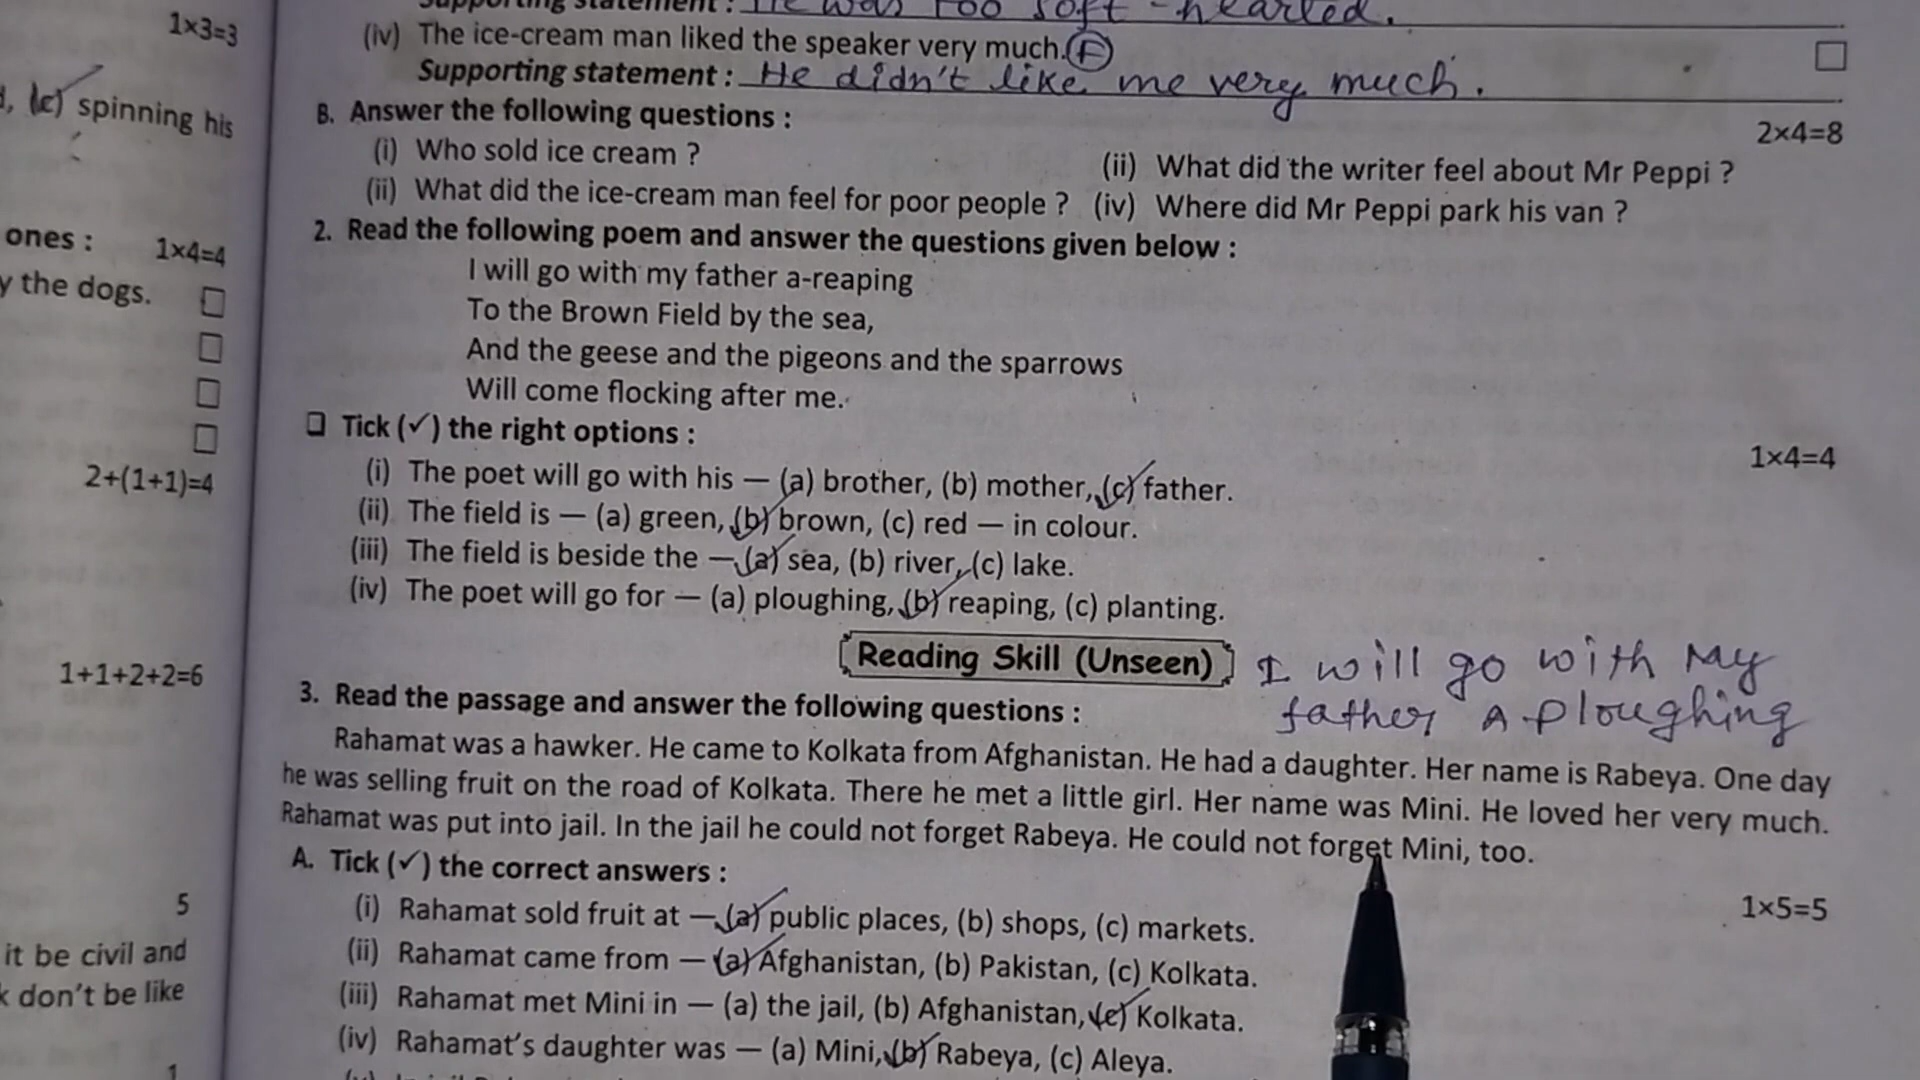 1×3=3
(c) spinning his
ones : 1×4=4
y the dogs.
2+(1+1)=4
1+1+2+2=6
5
it be civil and
k don't be like
1
Supporting statement : He was too soft-hearted.
(iv) The ice-cream man liked the speaker very much. F
Supporting statement : He didn't like me very much.
B. Answer the following questions : 2×4=8
(i) Who sold ice cream ? (ii) What did the writer feel about Mr Peppi ?
(ii) What did the ice-cream man feel for poor people ? (iv) Where did Mr Peppi park his van ?
2. Read the following poem and answer the questions given below :
I will go with my father a-reaping
To the Brown Field by the sea,
And the geese and the pigeons and the sparrows
Will come flocking after me.
❑ Tick (✓) the right options : 1×4=4
(i) The poet will go with his — (a) brother, (b) mother, (c) father.
(ii) The field is — (a) green, (b) brown, (c) red — in colour.
(iii) The field is beside the — (a) sea, (b) river, (c) lake.
(iv) The poet will go for — (a) ploughing, (b) reaping, (c) planting.
Reading Skill (Unseen)
I will go with My
father A-Ploughing
3. Read the passage and answer the following questions :
Rahamat was a hawker. He came to Kolkata from Afghanistan. He had a daughter. Her name is Rabeya. One day
he was selling fruit on the road of Kolkata. There he met a little girl. Her name was Mini. He loved her very much.
Rahamat was put into jail. In the jail he could not forget Rabeya. He could not forget Mini, too.
A. Tick (✓) the correct answers : 1×5=5
(i) Rahamat sold fruit at — (a) public places, (b) shops, (c) markets.
(ii) Rahamat came from — (a) Afghanistan, (b) Pakistan, (c) Kolkata.
(iii) Rahamat met Mini in — (a) the jail, (b) Afghanistan, (c) Kolkata.
(iv) Rahamat's daughter was — (a) Mini, (b) Rabeya, (c) Aleya.